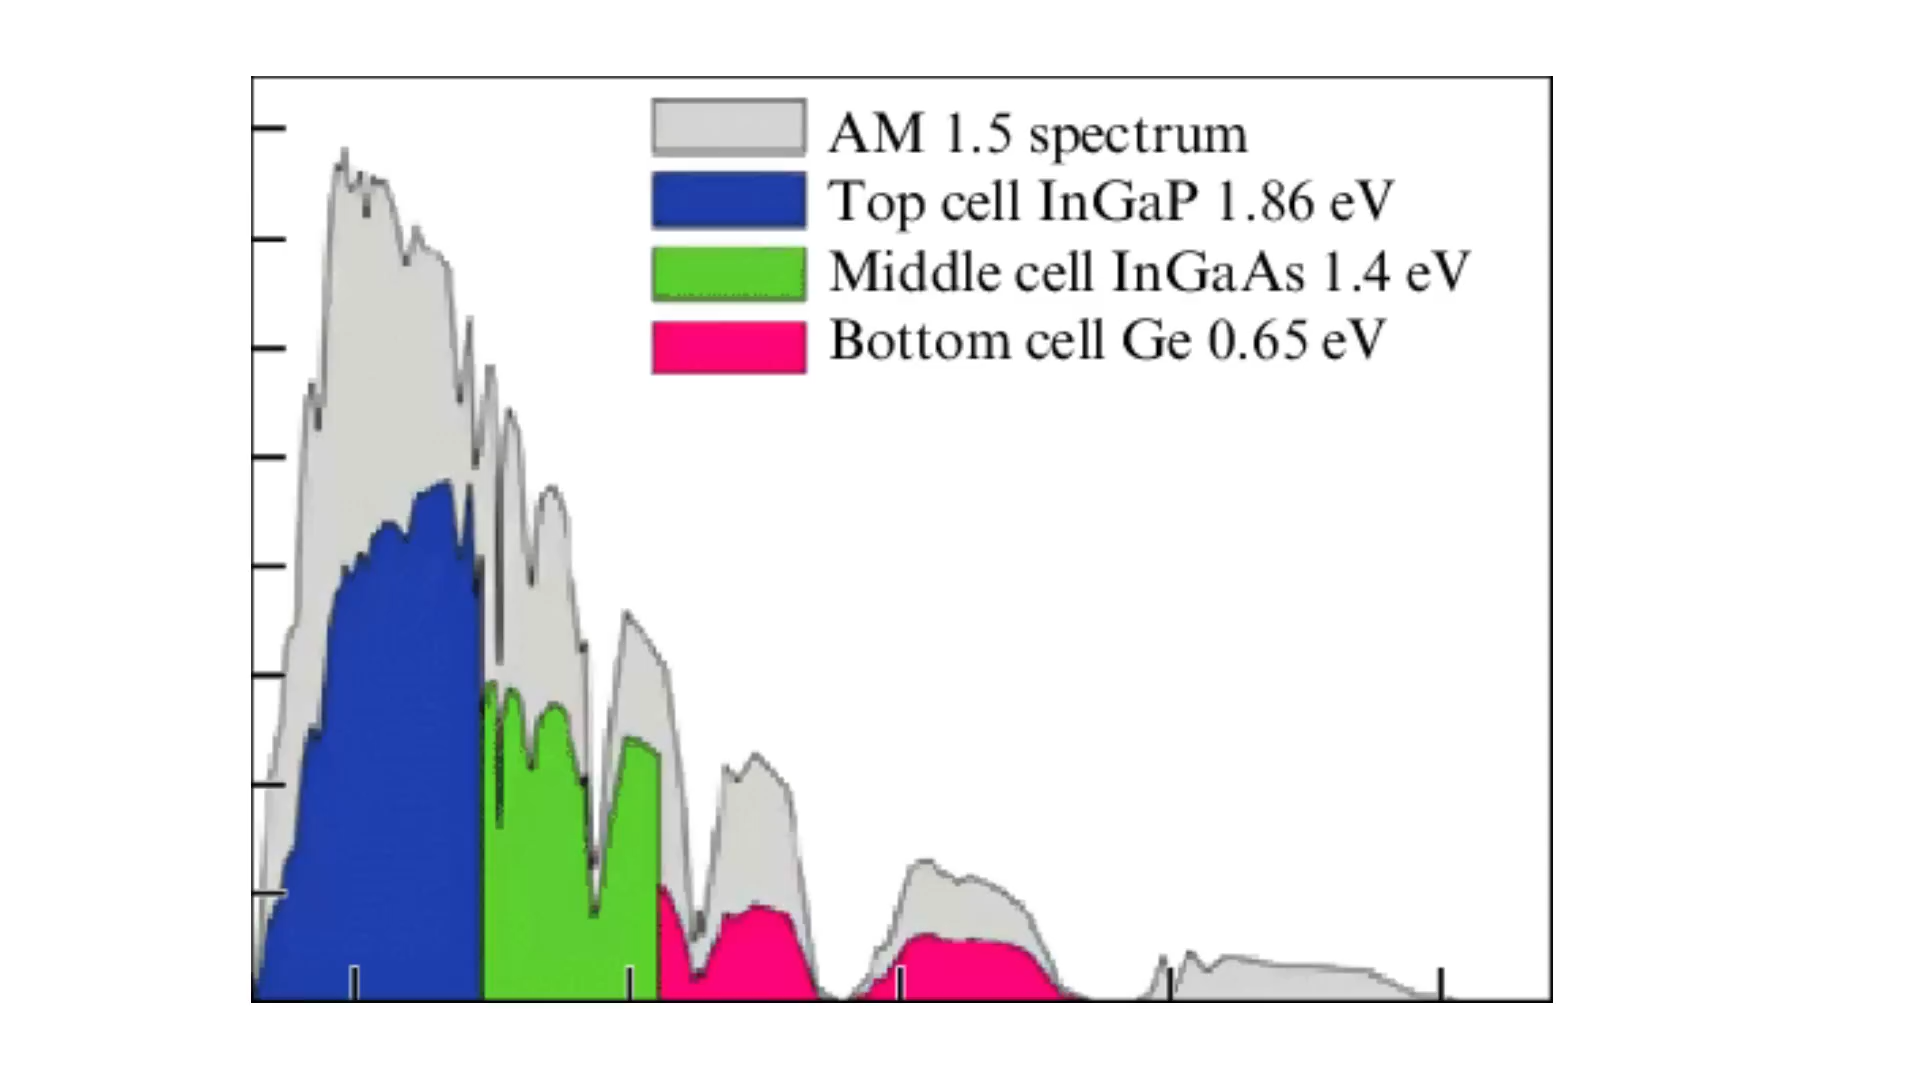 AM 1.5 spectrum
Top cell InGaP 1.86 eV
Middle cell InGaAs 1.4 eV
Bottom cell Ge 0.65 eV